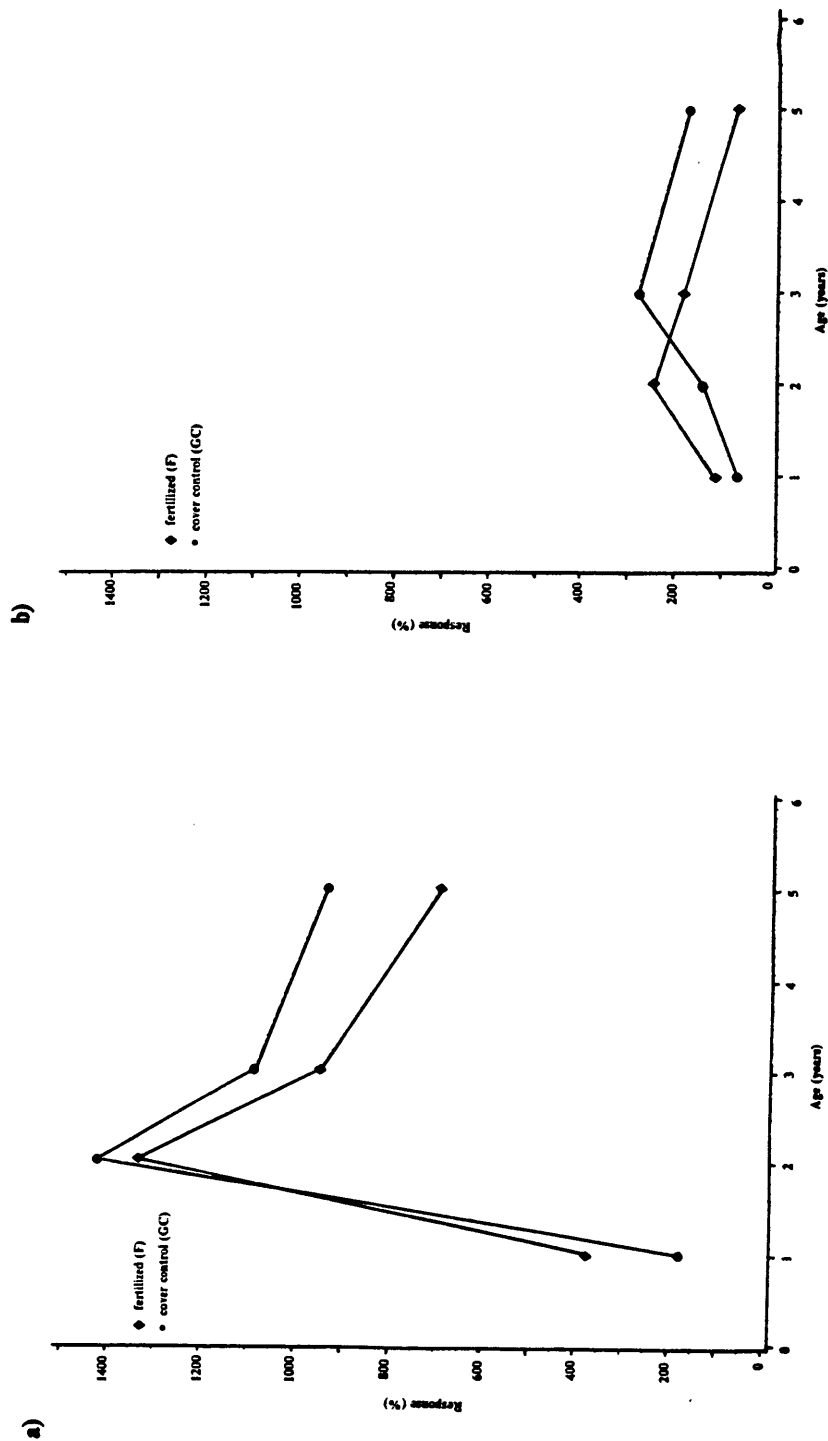 a)
Response (%)
1400
1200
1000
800
600
400
200
0
◆ fertilized (F)
• cover control (GC)
0 1 2 3 4 5 6
Age (years)
b)
Response (%)
1400
1200
1000
800
600
400
200
0
◆ fertilized (F)
• cover control (GC)
0 1 2 3 4 5 6
Age (years)